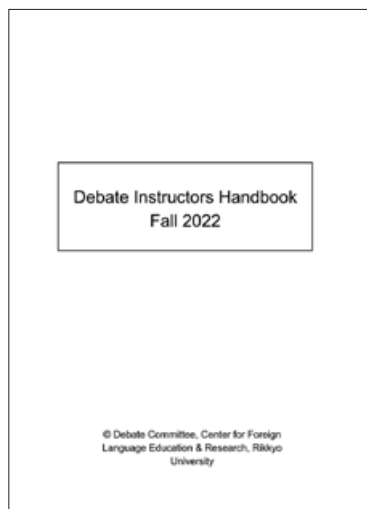 Debate Instructors Handbook
Fall 2022
© Debate Committee, Center for Foreign
Language Education & Research, Rikkyo
University